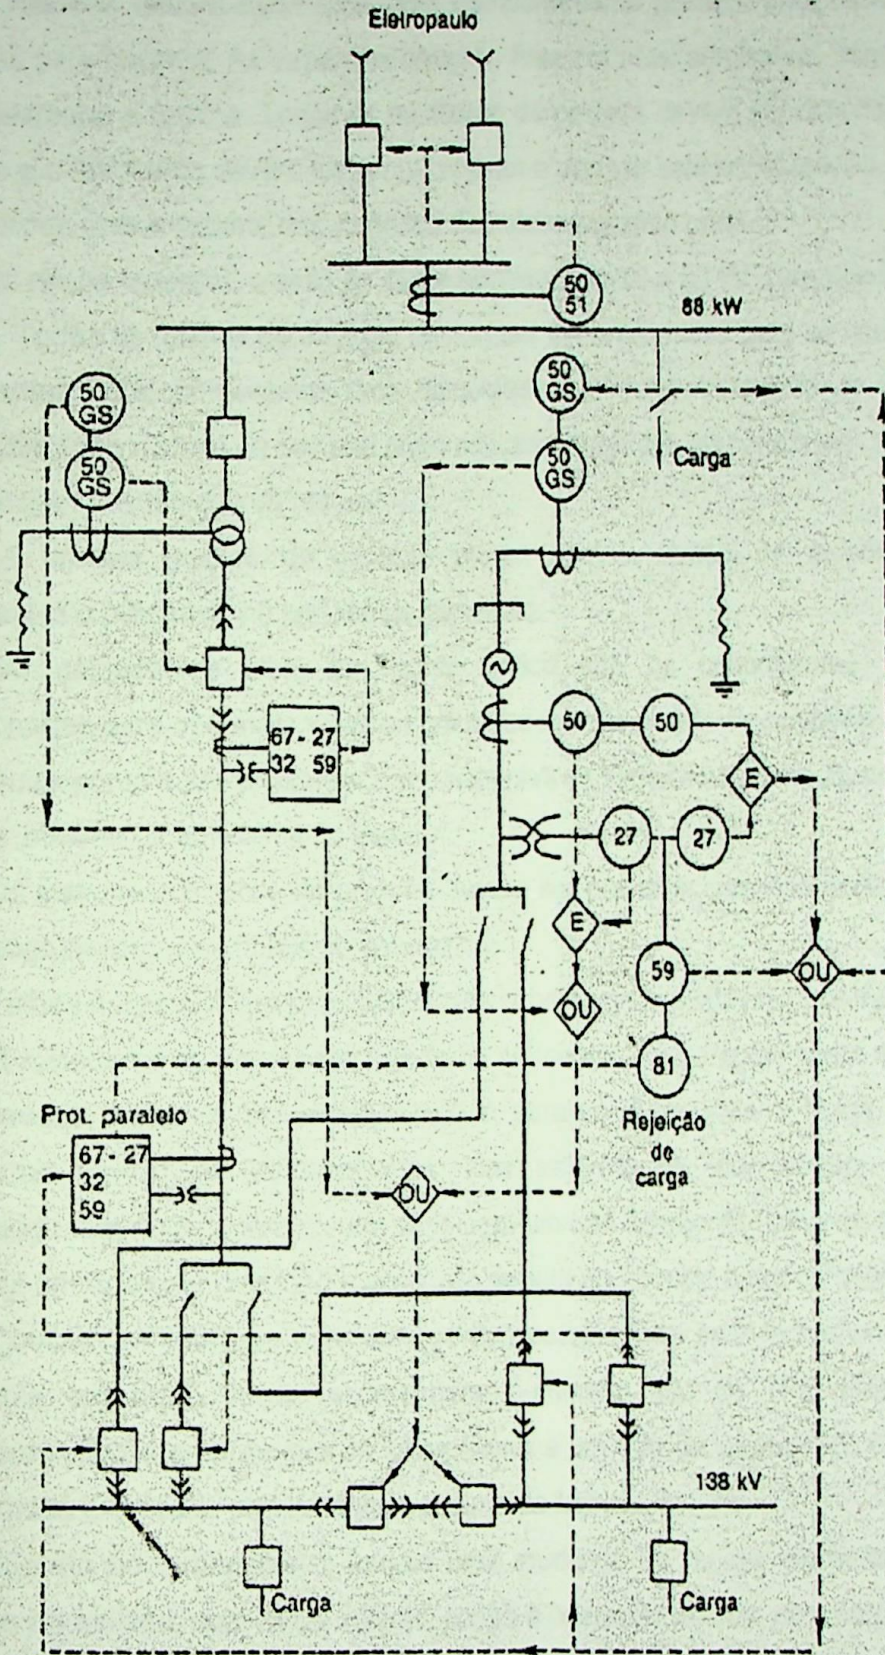 Eletropaulo
50
51
88 kW
50
GS
50
GS
50
GS
50
GS
Carga
67-27
32 59
50
50
E
27
27
E
59
OU
OU
81
Rejeição
de
carga
Prot. paralelo
67-27
32
59
OU
138 kV
Carga
Carga